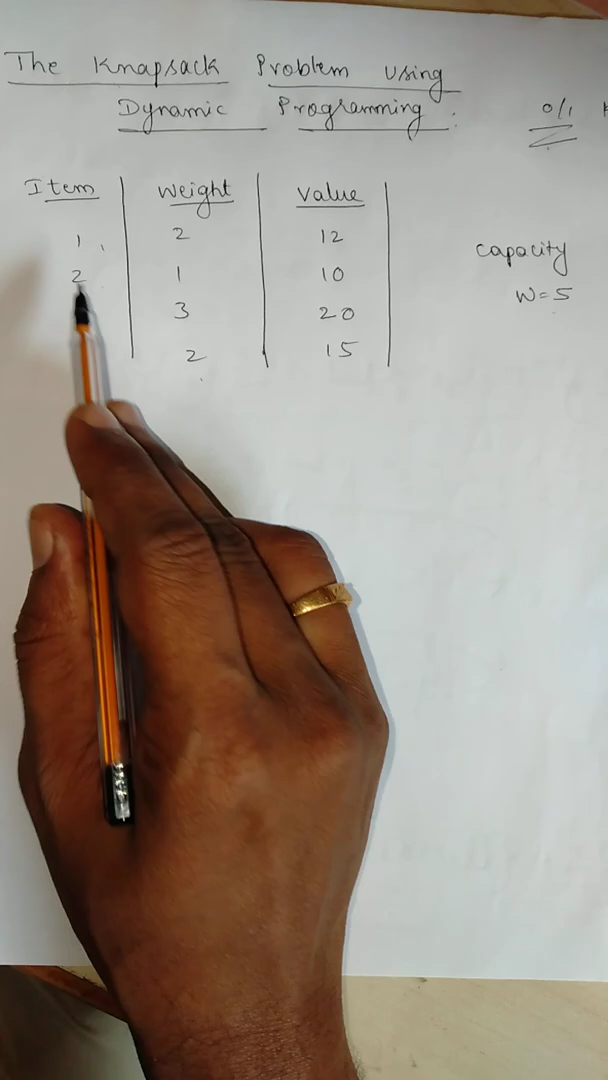 The Knapsack Problem using
Dynamic Programming.
0/1
Item weight value
1 2 12
2 1 10
3 20
2 15
capacity
W=5